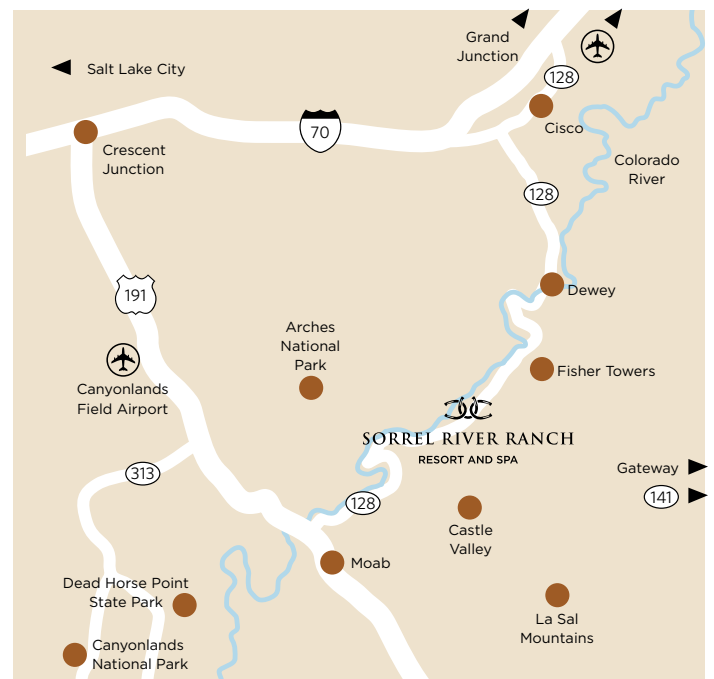 Grand
Junction
Salt Lake City
128
70
Cisco
Crescent
Junction
Colorado
River
128
191
Dewey
Arches
National
Park
Fisher Towers
Canyonlands
Field Airport
SORREL RIVER RANCH
RESORT AND SPA
Gateway
313
141
128
Castle
Valley
Moab
Dead Horse Point
State Park
La Sal
Mountains
Canyonlands
National Park